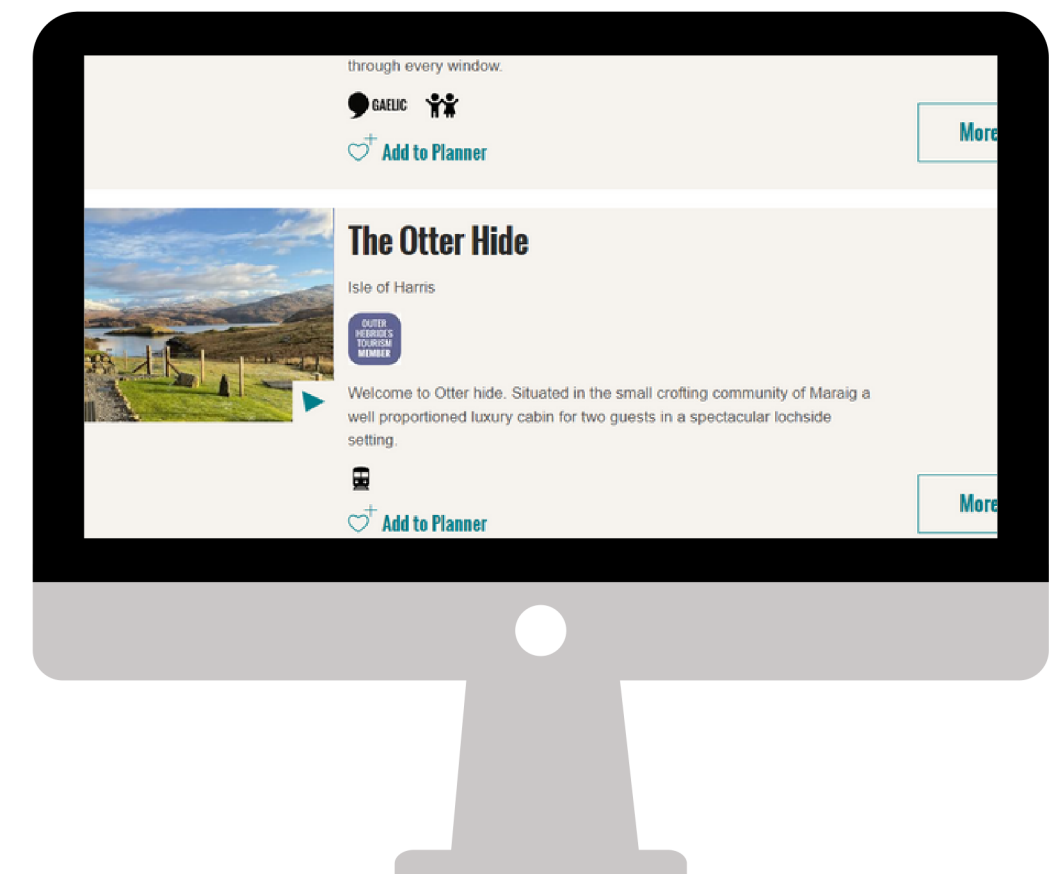 through every window.
GAELIC
Add to Planner
More
The Otter Hide
Isle of Harris
OUTER
HEBRIDES
TOURISM
MEMBER
Welcome to Otter hide. Situated in the small crofting community of Maraig a
well proportioned luxury cabin for two guests in a spectacular lochside
setting.
Add to Planner
More